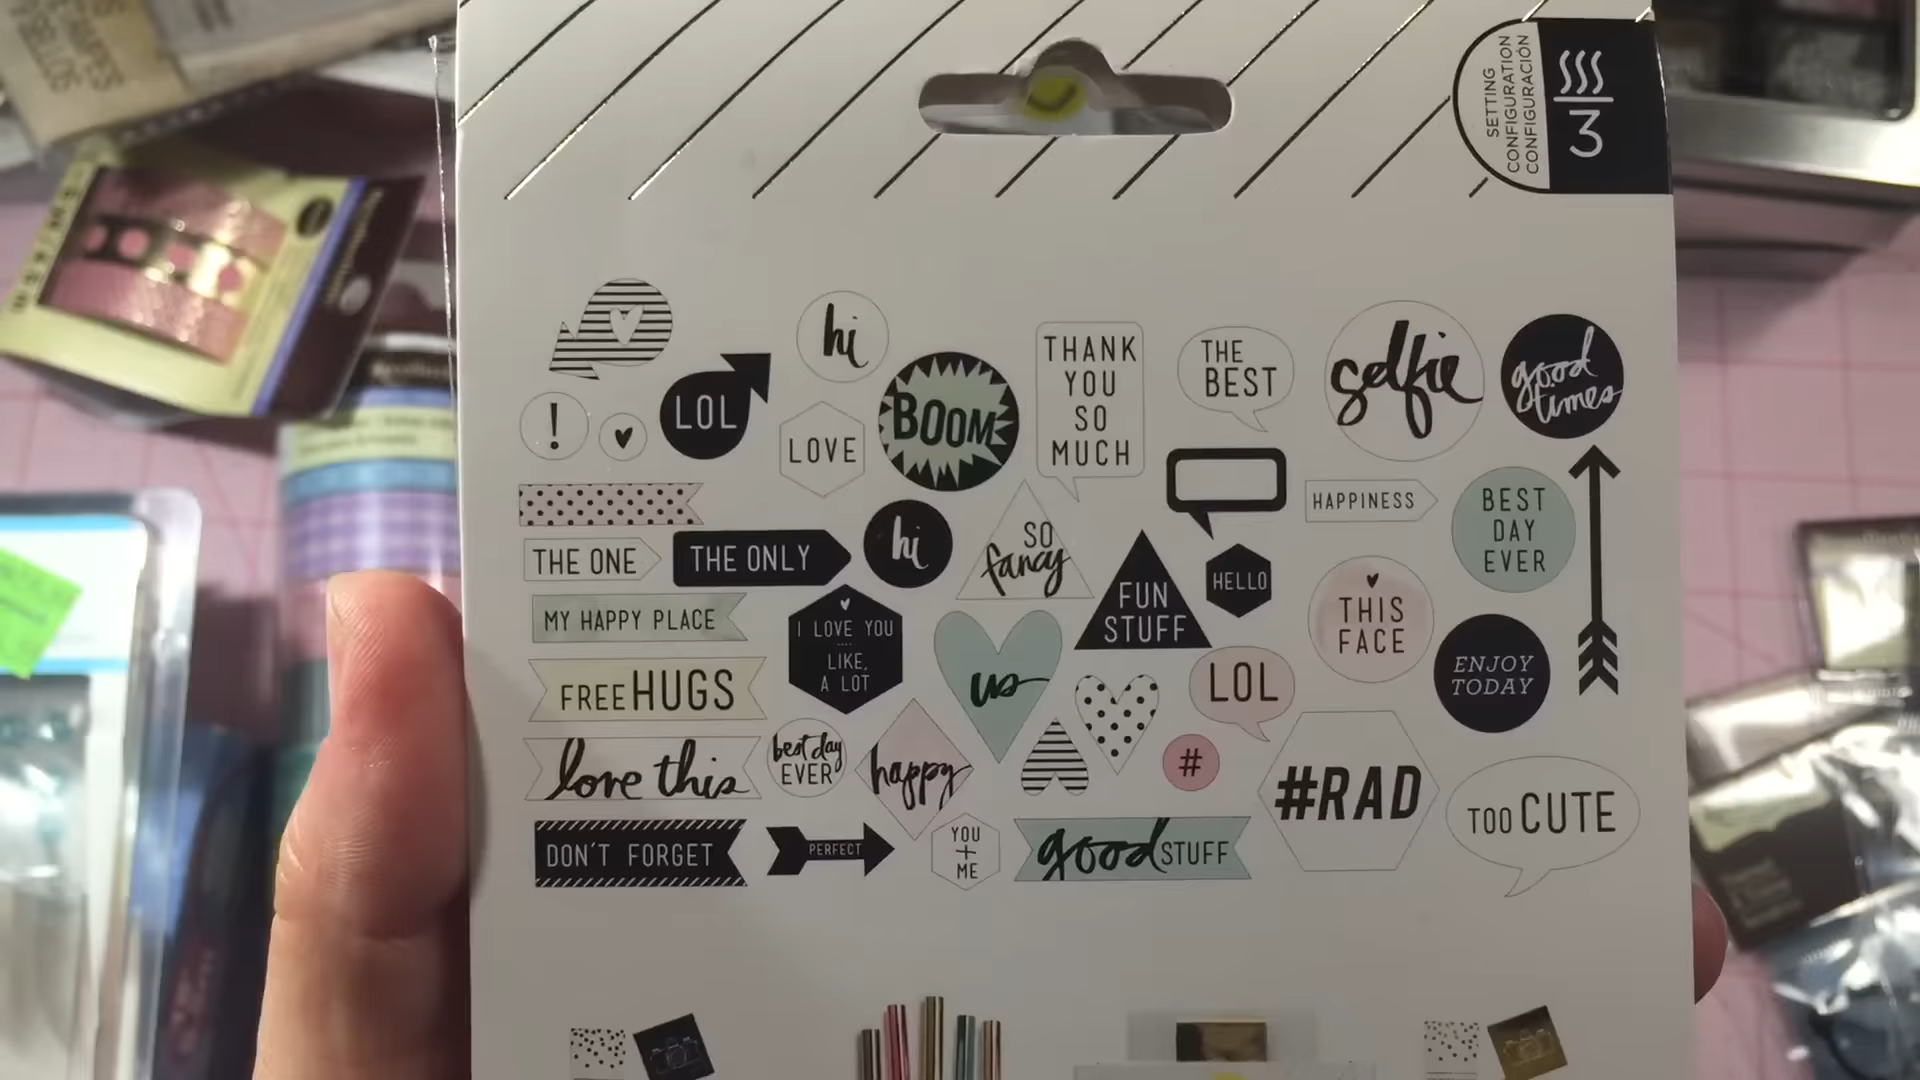 SETTING
CONFIGURATION
CONFIGURACIÓN
3
hi
THANK
YOU
SO
MUCH
THE
BEST
selfie
good
times
!
LOL
LOVE
BOOM
HAPPINESS
BEST
DAY
EVER
THE ONE
THE ONLY
hi
SO
fancy
FUN
STUFF
HELLO
THIS
FACE
MY HAPPY PLACE
I LOVE YOU
LIKE,
A LOT
us
LOL
ENJOY
TODAY
FREE HUGS
love this
best day
EVER
happy
#
#RAD
TOO CUTE
DON'T FORGET
PERFECT
YOU
+
ME
good STUFF